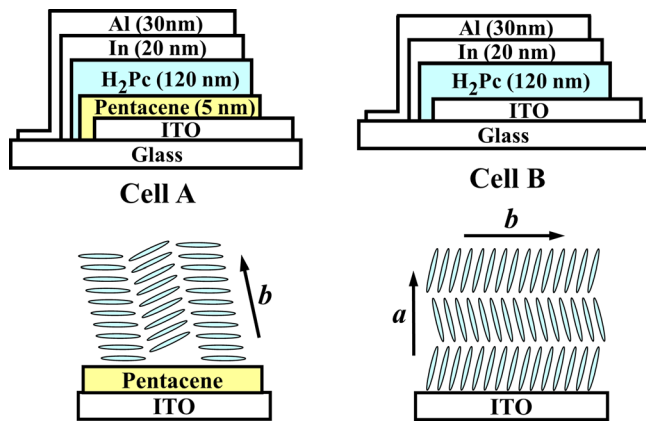 Al (30nm)
In (20 nm)
H2Pc (120 nm)
Pentacene (5 nm)
ITO
Glass
Cell A
Al (30nm)
In (20 nm)
H2Pc (120 nm)
ITO
Glass
Cell B
b
Pentacene
ITO
b
a
ITO